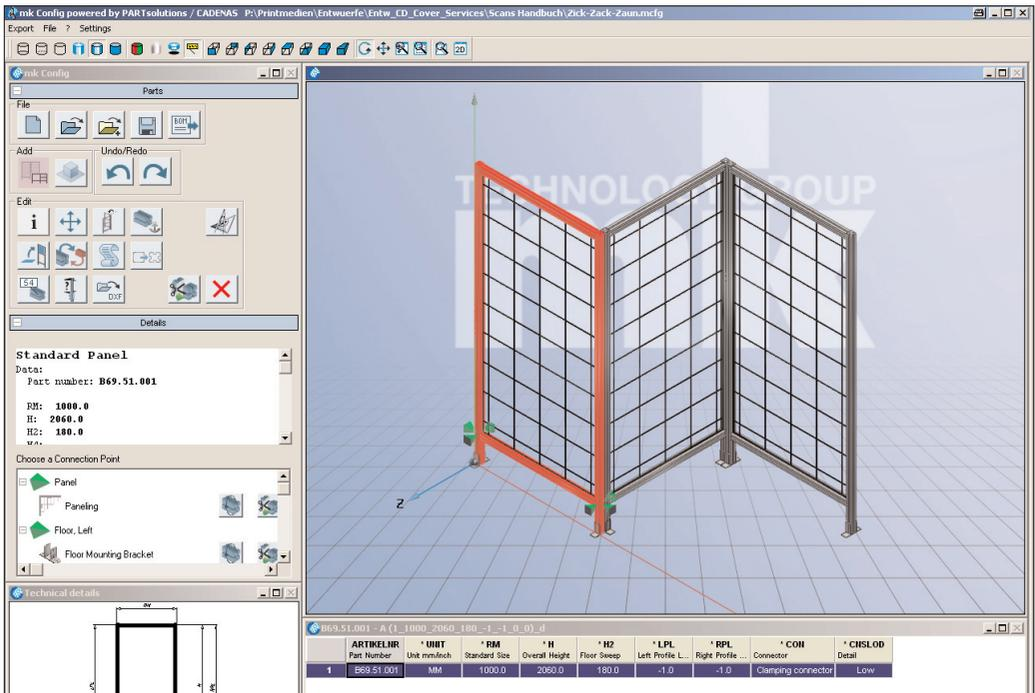 mk Config powered by PARTsolutions / CADENAS P:\Printmedien\Entwuerfe\Entw_CD_Cover_Services\Scans Handbuch\Zick-Zack-Zaun.mcfg
Export File ? Settings
2D
mk Config
Parts
File
BOM
Add
Undo/Redo
Edit
i
54
?
DXF
Details
Standard Panel
Data:
Part number: B69.51.001
RM: 1000.0
H: 2060.0
H2: 180.0
Choose a Connection Point
Panel
Paneling
Floor, Left
Floor Mounting Bracket
Technical details
TECHNOLOGY GROUP
mk
Z
B69.51.001 - A (1_1000_2060_180_-1_-1_0_0)_d
ARTIKELNR * UNIT * RM * H * H2 * LPL * RPL * CON * CNSLOD
Part Number Unit mm/inch Standard Size Overall Height Floor Sweep Left Profile L... Right Profile ... Connector Detail
1 B69.51.001 MM 1000.0 2060.0 180.0 -1.0 -1.0 Clamping connector Low